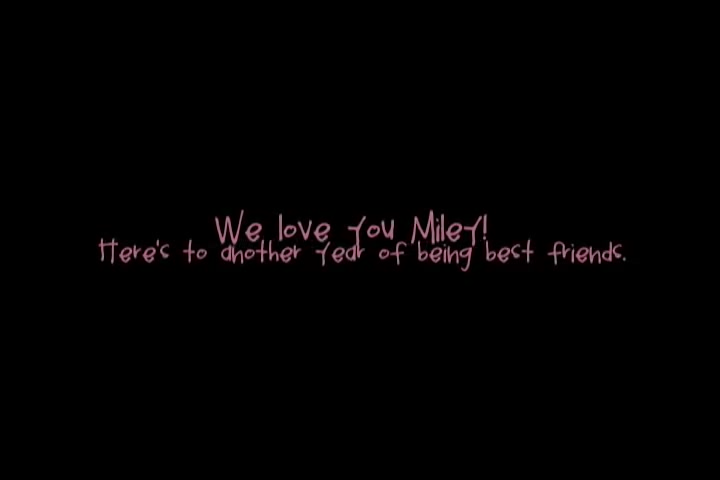 We love you Miley!
Here's to another year of being best friends.